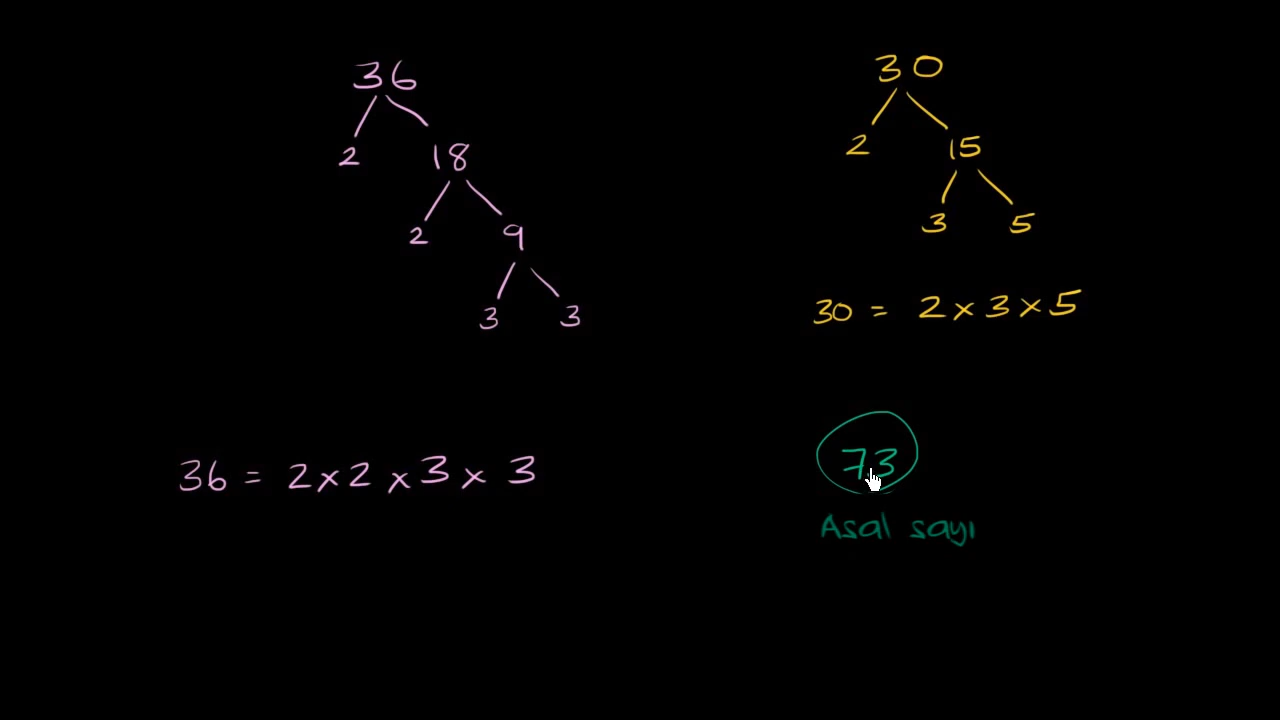 36
2 18
2 9
3 3
36 = 2 x 2 x 3 x 3
30
2 15
3 5
30 = 2 x 3 x 5
73
Asal sayı